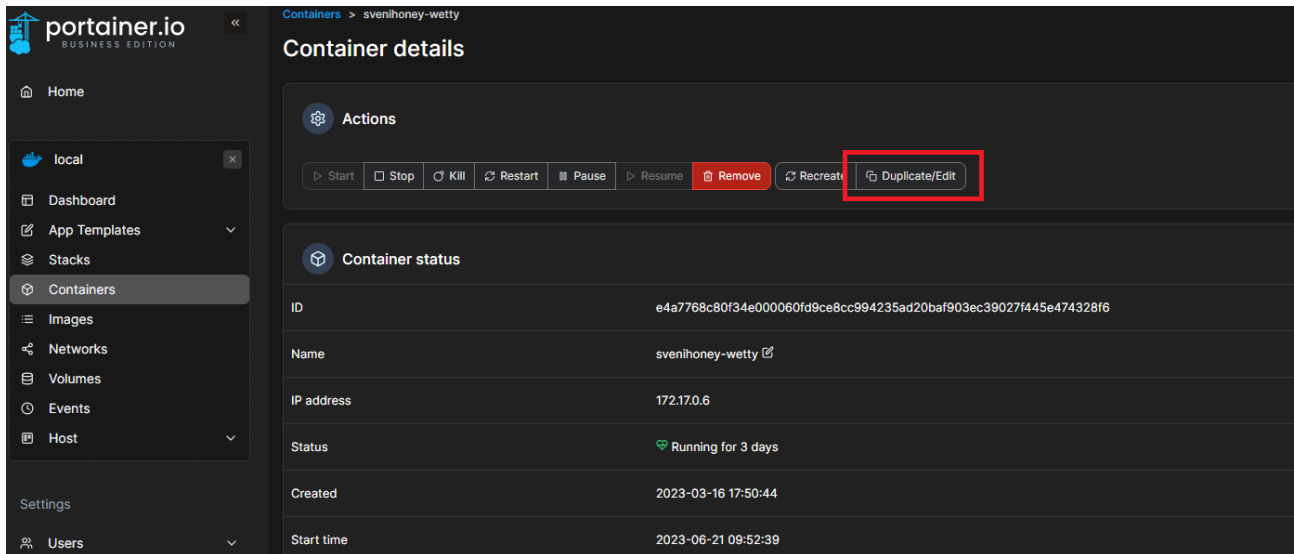 portainer.io
BUSINESS EDITION
«
Home
local
Dashboard
App Templates
Stacks
Containers
Images
Networks
Volumes
Events
Host
Settings
Users
Containers > svenihoney-wetty
Container details
Actions
Start Stop Kill Restart Pause Resume Remove Recreate Duplicate/Edit
Container status
ID e4a7768c80f34e000060fd9ce8cc994235ad20baf903ec39027f445e474328f6
Name svenihoney-wetty
IP address 172.17.0.6
Status Running for 3 days
Created 2023-03-16 17:50:44
Start time 2023-06-21 09:52:39